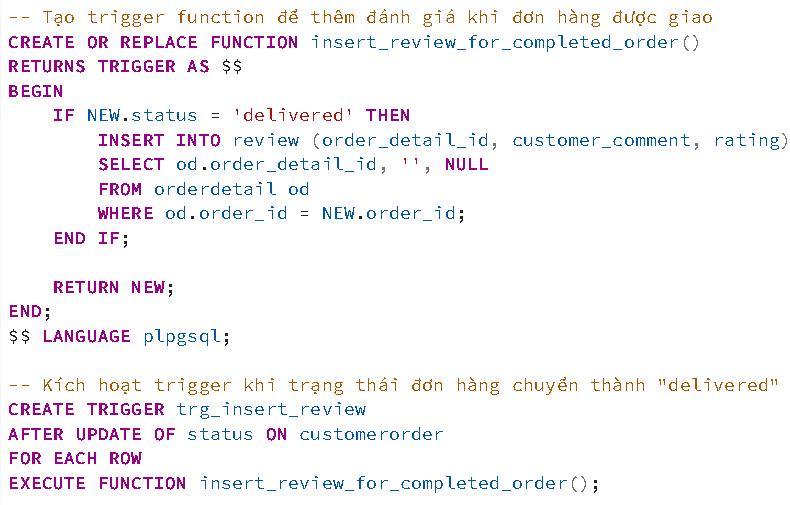 -- Tạo trigger function để thêm đánh giá khi đơn hàng được giao
CREATE OR REPLACE FUNCTION insert_review_for_completed_order()
RETURNS TRIGGER AS $$
BEGIN
    IF NEW.status = 'delivered' THEN
        INSERT INTO review (order_detail_id, customer_comment, rating)
        SELECT od.order_detail_id, '', NULL
        FROM orderdetail od
        WHERE od.order_id = NEW.order_id;
    END IF;

    RETURN NEW;
END;
$$ LANGUAGE plpgsql;

-- Kích hoạt trigger khi trạng thái đơn hàng chuyển thành "delivered"
CREATE TRIGGER trg_insert_review
AFTER UPDATE OF status ON customerorder
FOR EACH ROW
EXECUTE FUNCTION insert_review_for_completed_order();